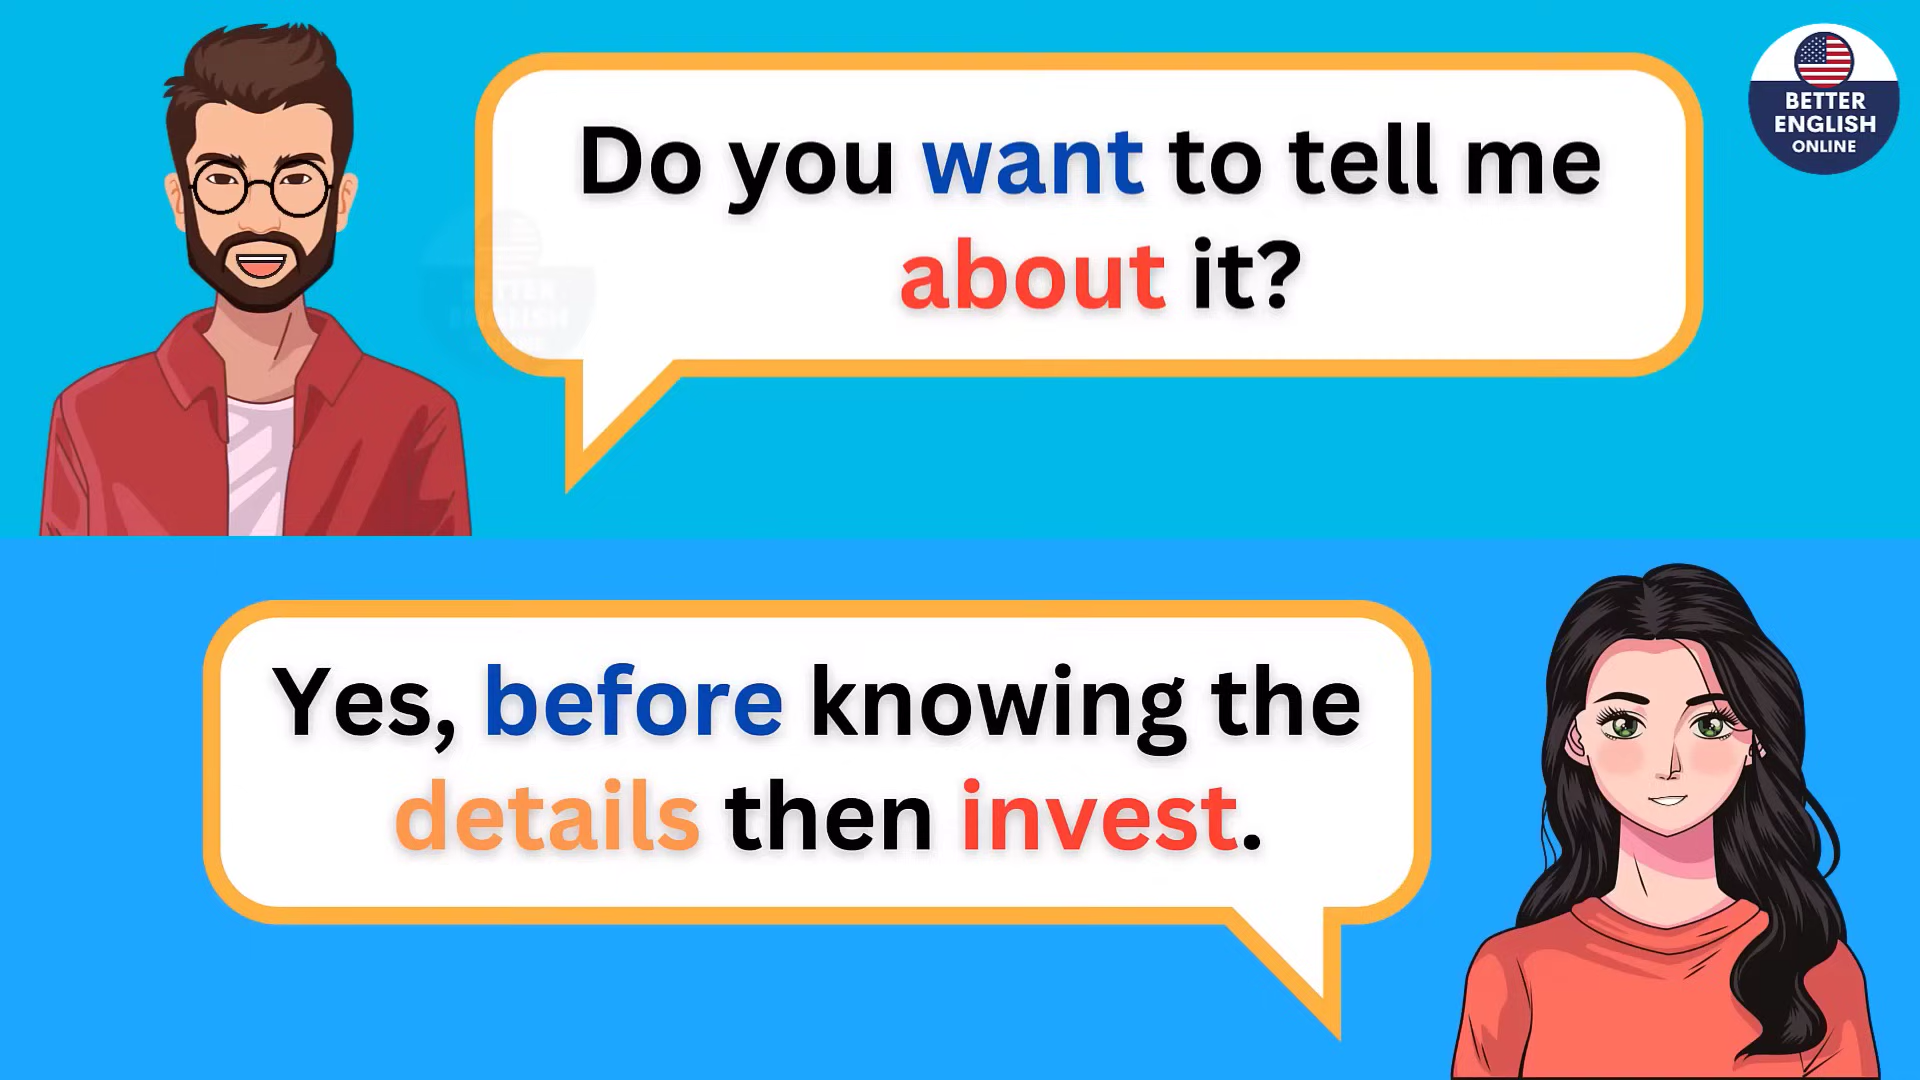 Do you want to tell me
about it?
BETTER
ENGLISH
ONLINE
Yes, before knowing the
details then invest.